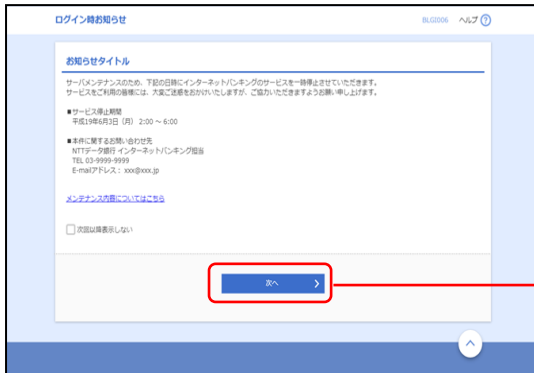 ログイン時お知らせ
BLGI006 ヘルプ ?
お知らせタイトル
サーバメンテナンスのため、下記の日時にインターネットバンキングのサービスを一時停止させていただきます。
サービスをご利用の皆様には、大変ご迷惑をおかけいたしますが、ご協力いただきますようお願い申し上げます。
■サービス停止期間
平成19年6月3日（月） 2:00 ～ 6:00
■本件に関するお問い合わせ先
NTTデータ銀行 インターネットバンキング担当
TEL 03-9999-9999
E-mailアドレス： xxx@xxx.jp
メンテナンス内容についてはこちら
次回以降表示しない
次へ